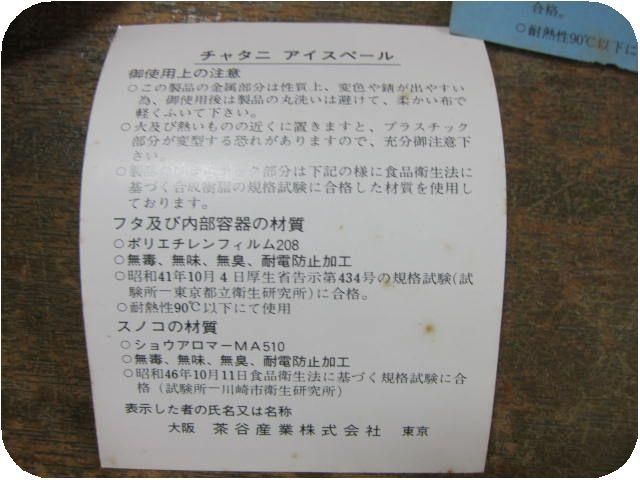 合格。
○耐熱性90℃以下に
チャタニ アイスペール
御使用上の注意
○この製品の金属部分は性質上、変色や錆が出やすい
為、御使用後は製品の丸洗いは避けて、柔かい布で
軽くふいて下さい。
○火及び熱いものの近くに置きますと、プラスチック
部分が変型する恐れがありますので、充分御注意下
さい。
○製品の プラスチック部分は下記の様に食品衛生法に
基づく合成樹脂の規格試験に合格した材質を使用し
ております。
フタ及び内部容器の材質
○ポリエチレンフィルム208
○無毒、無味、無臭、耐電防止加工
○昭和41年10月4日厚生省告示第434号の規格試験(試
験所ー東京都立衛生研究所)に合格。
○耐熱性90℃以下にて使用
スノコの材質
○ショウアロマーMA510
○無毒、無味、無臭、耐電防止加工
○昭和46年10月11日食品衛生法に基づく規格試験に合
格(試験所ー川崎市衛生研究所)
表示した者の氏名又は名称
大阪 茶谷産業株式会社 東京